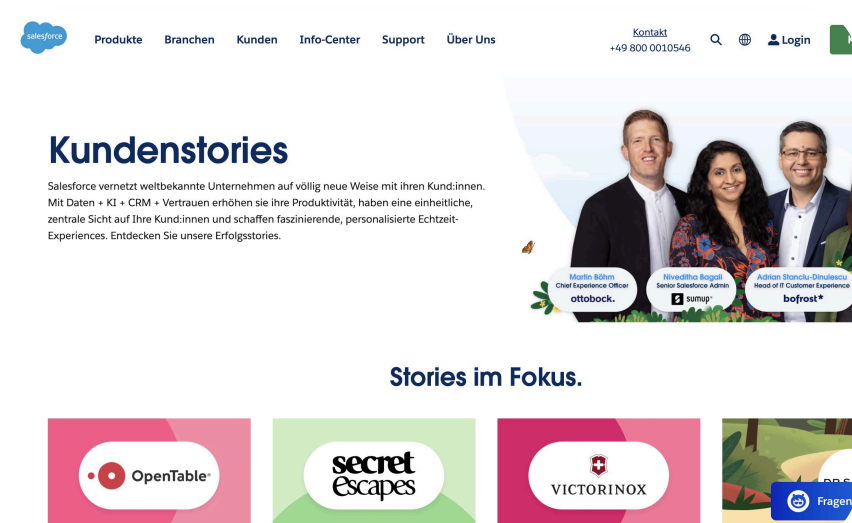 salesforce
Produkte Branchen Kunden Info-Center Support Über Uns
Kontakt
+49 800 0010546
Login
Kundenstories
Salesforce vernetzt weltbekannte Unternehmen auf völlig neue Weise mit ihren Kund:innen.
Mit Daten + KI + CRM + Vertrauen erhöhen sie ihre Produktivität, haben eine einheitliche,
zentrale Sicht auf Ihre Kund:innen und schaffen faszinierende, personalisierte Echtzeit-
Experiences. Entdecken Sie unsere Erfolgsstories.
Martin Böhm
Chief Experience Officer
ottobock.
Niveditha Bagali
Senior Salesforce Admin
sumup
Adrian Stanciu-Dinulescu
Head of IT Customer Experience
bofrost*
Stories im Fokus.
OpenTable
secret
escapes
VICTORINOX
Fragen